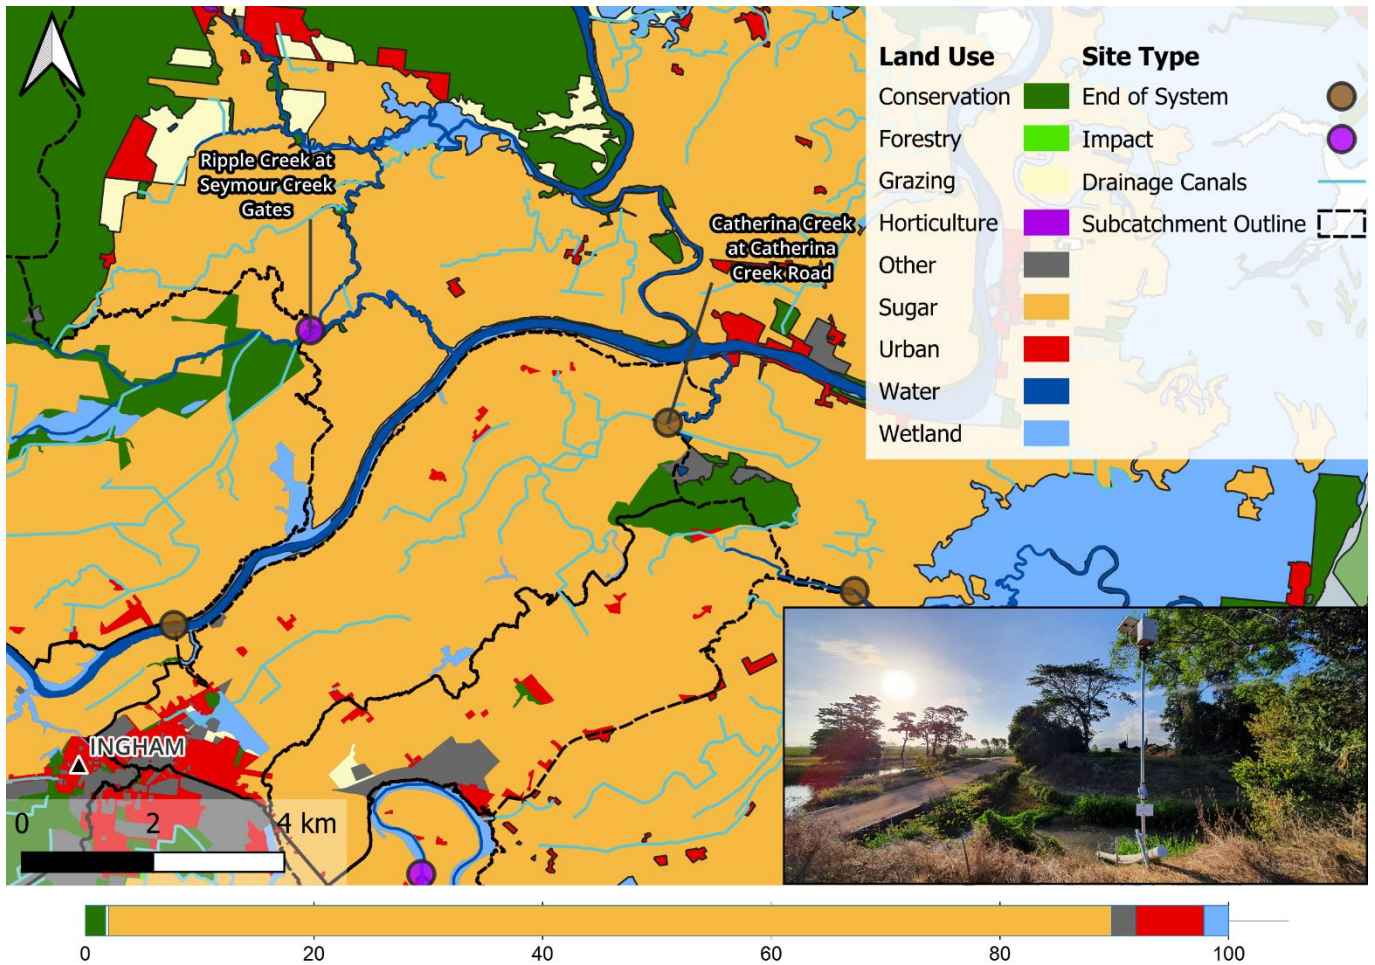 Land Use
Site Type
Conservation
End of System
Forestry
Impact
Grazing
Drainage Canals
Horticulture
Subcatchment Outline
Other
Sugar
Urban
Water
Wetland
Ripple Creek at
Seymour Creek
Gates
Catherina Creek
at Catherina
Creek Road
INGHAM
0 2 4 km
0 20 40 60 80 100